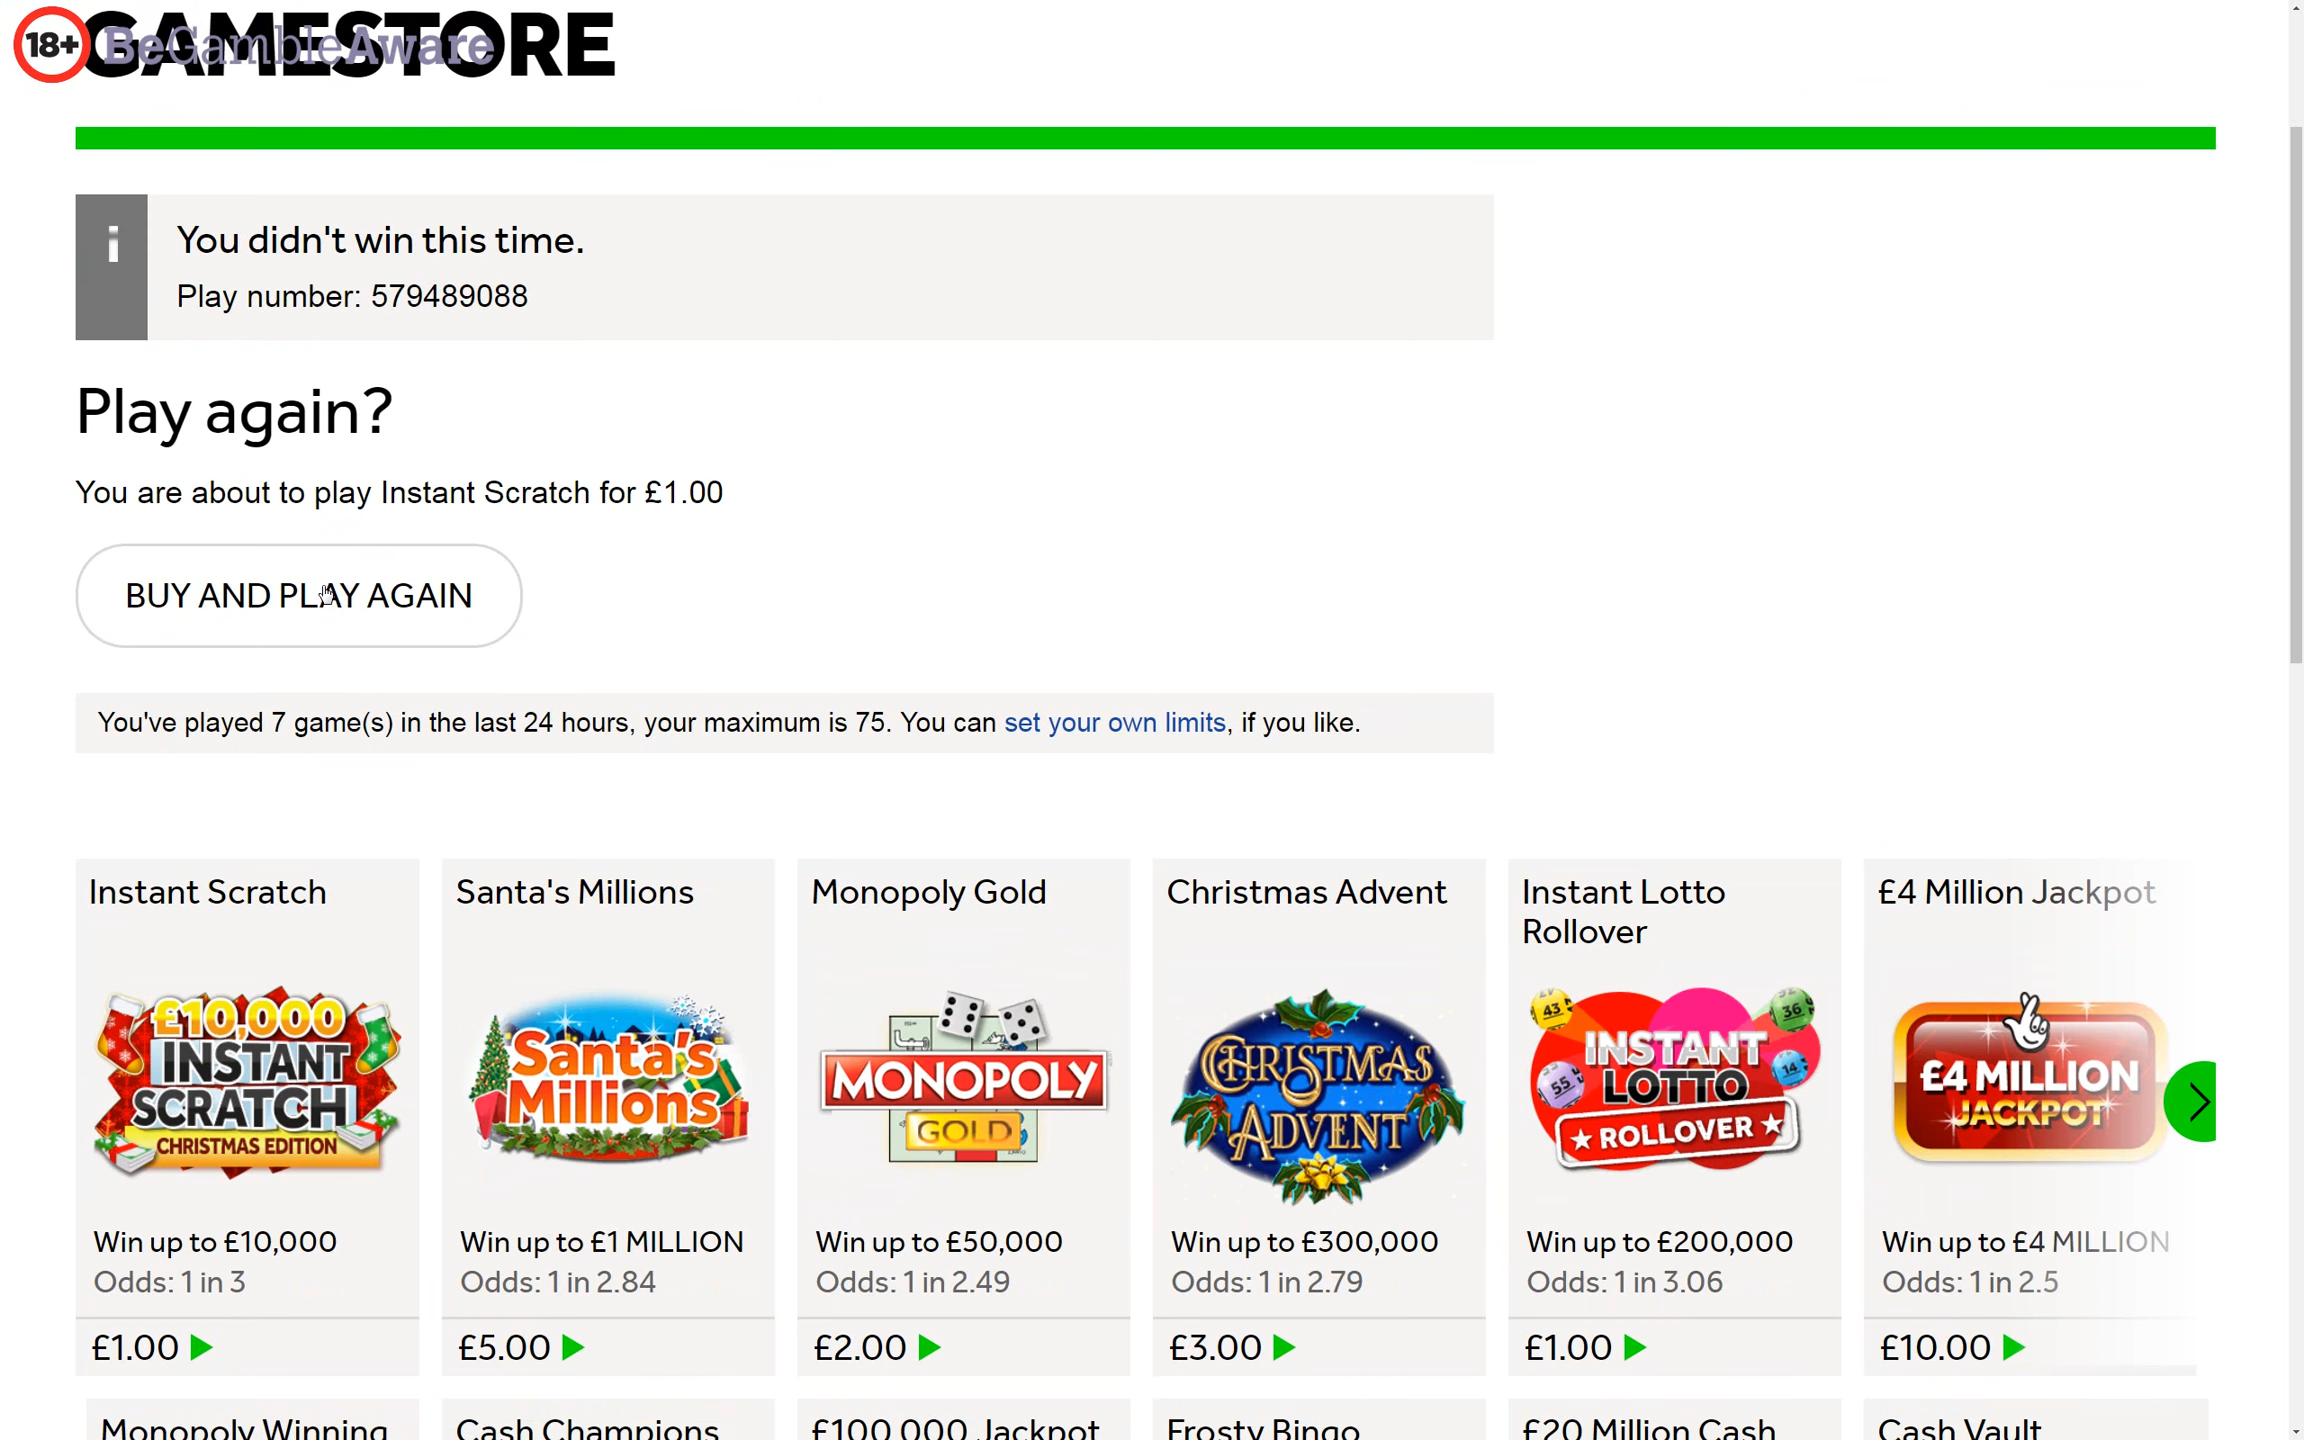 GAMESTORE
18+ BeGambleAware
i
You didn't win this time.
Play number: 579489088
Play again?
You are about to play Instant Scratch for £1.00
BUY AND PLAY AGAIN
You've played 7 game(s) in the last 24 hours, your maximum is 75. You can set your own limits, if you like.
Instant Scratch
£10,000
INSTANT
SCRATCH
CHRISTMAS EDITION
Win up to £10,000
Odds: 1 in 3
£1.00
Santa's Millions
Santa's
Millions
Win up to £1 MILLION
Odds: 1 in 2.84
£5.00
Monopoly Gold
MONOPOLY
GOLD
Win up to £50,000
Odds: 1 in 2.49
£2.00
Christmas Advent
CHRISTMAS
ADVENT
Win up to £300,000
Odds: 1 in 2.79
£3.00
Instant Lotto
Rollover
43
36
INSTANT
LOTTO
55
14
ROLLOVER
Win up to £200,000
Odds: 1 in 3.06
£1.00
£4 Million Jackpot
£4 MILLION
JACKPOT
Win up to £4 MILLION
Odds: 1 in 2.5
£10.00
Monopoly Winning
Cash Champions
£100,000 Jackpot
Frosty Bingo
£20 Million Cash
Cash Vault